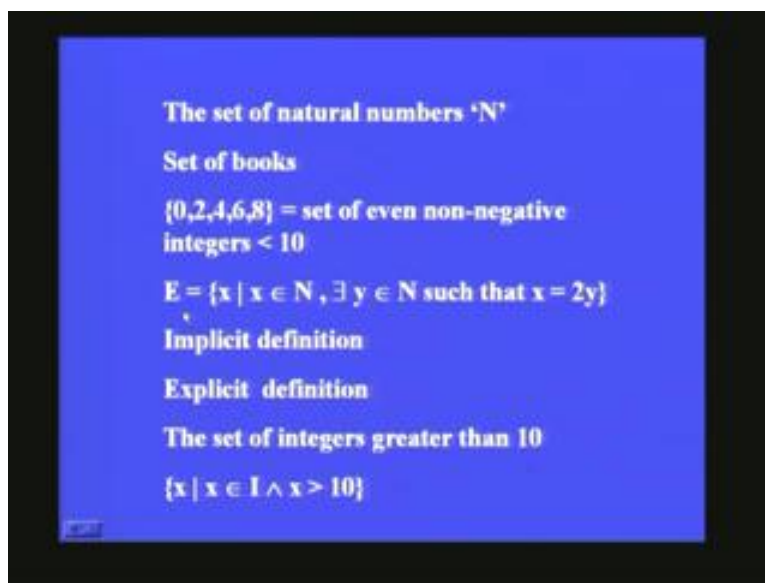 The set of natural numbers ‘N’
Set of books
{0,2,4,6,8} = set of even non-negative
integers < 10
E = {x | x ∈ N , ∃ y ∈ N such that x = 2y}
Implicit definition
Explicit definition
The set of integers greater than 10
{x | x ∈ I ∧ x > 10}